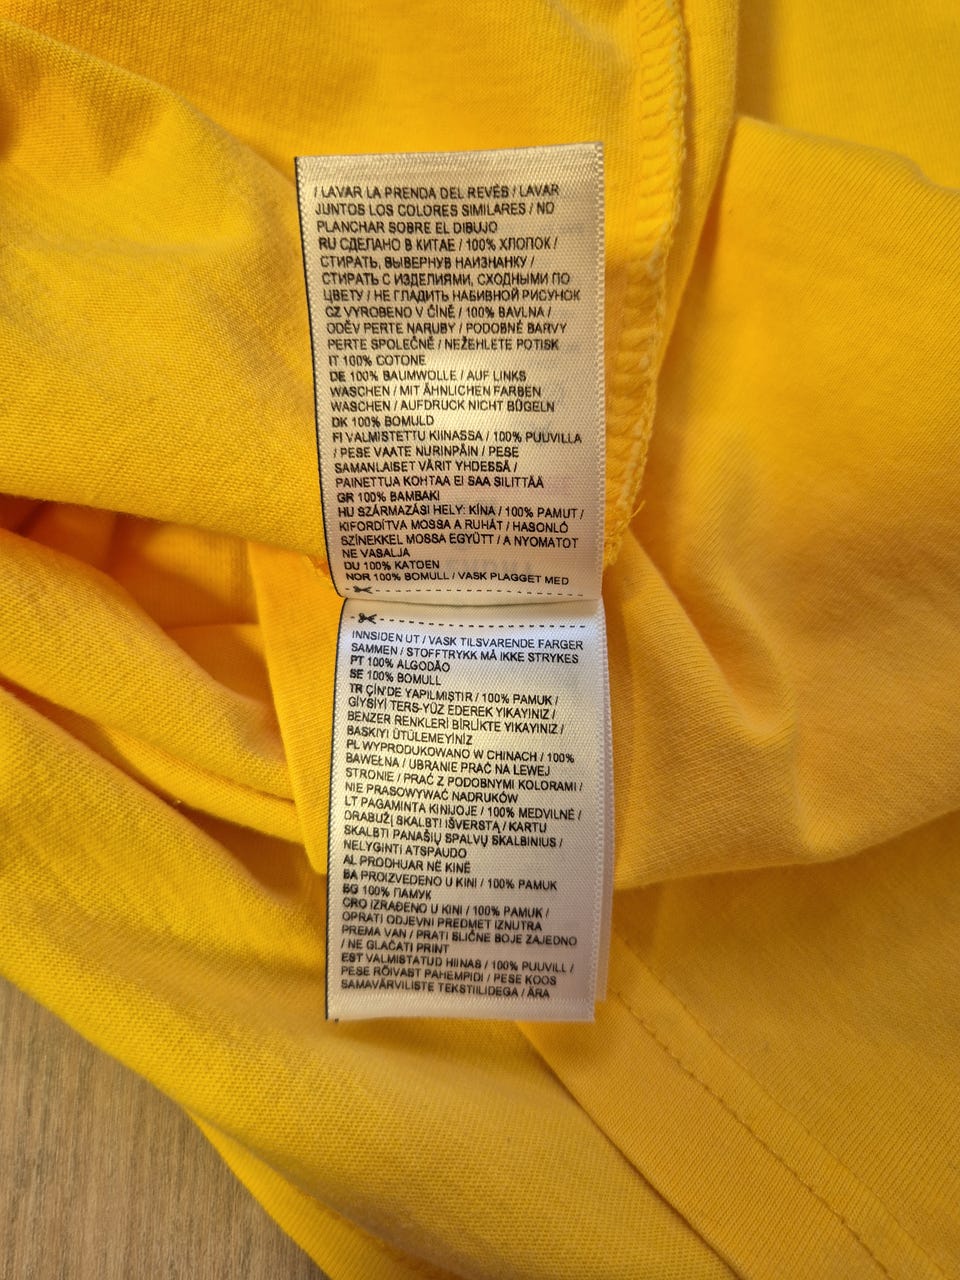 / LAVAR LA PRENDA DEL REVÉS / LAVAR
JUNTOS LOS COLORES SIMILARES / NO
PLANCHAR SOBRE EL DIBUJO
RU СДЕЛАНО В КИТАЕ / 100% ХЛОПОК /
СТИРАТЬ, ВЫВЕРНУВ НАИЗНАНКУ /
СТИРАТЬ С ИЗДЕЛИЯМИ, СХОДНЫМИ ПО
ЦВЕТУ / НЕ ГЛАДИТЬ НАБИВНОЙ РИСУНОК
CZ VYROBENO V ČÍNĚ / 100% BAVLNA /
ODĚV PERTE NARUBY / PODOBNÉ BARVY
PERTE SPOLEČNĚ / NEŽEHLETE POTISK
IT 100% COTONE
DE 100% BAUMWOLLE / AUF LINKS
WASCHEN / MIT ÄHNLICHEN FARBEN
WASCHEN / AUFDRUCK NICHT BÜGELN
DK 100% BOMULD
FI VALMISTETTU KIINASSA / 100% PUUVILLA
/ PESE VAATE NURINPÄIN / PESE
SAMANLAISET VÄRIT YHDESSÄ /
PAINETTUA KOHTAA EI SAA SILITTÄÄ
GR 100% BAMBAKI
HU SZÁRMAZÁSI HELY: KÍNA / 100% PAMUT /
KIFORDÍTVA MOSSA A RUHÁT / HASONLÓ
SZÍNEKKEL MOSSA EGYÜTT / A NYOMATOT
NE VASALJA
DU 100% KATOEN
NOR 100% BOMULL / VASK PLAGGET MED
INNSIDEN UT / VASK TILSVARENDE FARGER
SAMMEN / STOFFTRYKK MÅ IKKE STRYKES
PT 100% ALGODÃO
SE 100% BOMULL
TR ÇİN'DE YAPILMIŞTIR / 100% PAMUK /
GİYSİYİ TERS-YÜZ EDEREK YIKAYINIZ /
BENZER RENKLERİ BİRLİKTE YIKAYINIZ /
BASKIYI ÜTÜLEMEYİNİZ
PL WYPRODUKOWANO W CHINACH / 100%
BAWEŁNA / UBRANIE PRAĆ NA LEWEJ
STRONIE / PRAĆ Z PODOBNYMI KOLORAMI /
NIE PRASOWYWAĆ NADRUKÓW
LT PAGAMINTA KINIJOJE / 100% MEDVILNĖ /
DRABUŽĮ SKALBTI IŠVERSTĄ / KARTU
SKALBTI PANAŠIŲ SPALVŲ SKALBINIUS /
NELYGINTI ATSPAUDO
AL PRODHUAR NË KINË
BA PROIZVEDENO U KINI / 100% PAMUK
BG 100% ПАМУК
CRO IZRAĐENO U KINI / 100% PAMUK /
OPRATI ODJEVNI PREDMET IZNUTRA
PREMA VAN / PRATI SLIČNE BOJE ZAJEDNO
/ NE GLAČATI PRINT
EST VALMISTATUD HIINAS / 100% PUUVILL /
PESE RÕIVAST PAHEMPIDI / PESE KOOS
SAMAVÄRVILISTE TEKSTIILIDEGA / ÄRA